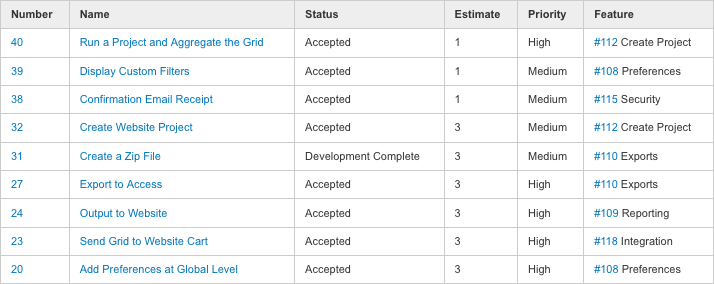 Number Name Status Estimate Priority Feature
40 Run a Project and Aggregate the Grid Accepted 1 High #112 Create Project
39 Display Custom Filters Accepted 1 Medium #108 Preferences
38 Confirmation Email Receipt Accepted 1 Medium #115 Security
32 Create Website Project Accepted 3 Medium #112 Create Project
31 Create a Zip File Development Complete 3 Medium #110 Exports
27 Export to Access Accepted 3 High #110 Exports
24 Output to Website Accepted 3 High #109 Reporting
23 Send Grid to Website Cart Accepted 3 High #118 Integration
20 Add Preferences at Global Level Accepted 3 High #108 Preferences